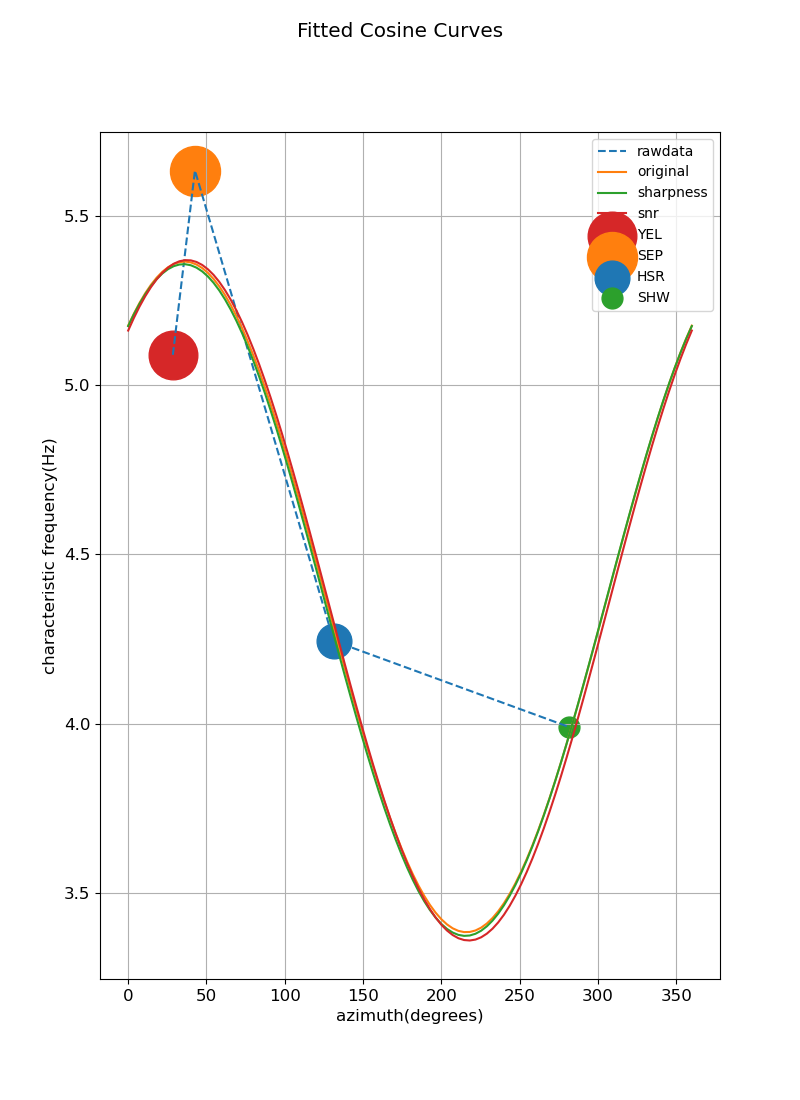 Fitted Cosine Curves
rawdata
original
sharpness
snr
YEL
SEP
HSR
SHW
5.5
5.0
4.5
4.0
3.5
characteristic frequency(Hz)
0 50 100 150 200 250 300 350
azimuth(degrees)